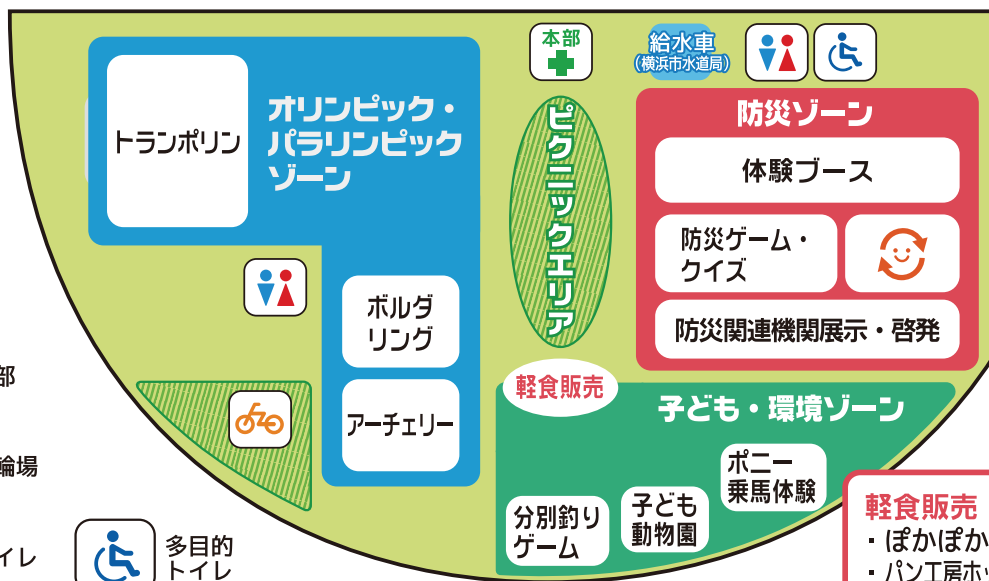 本部
給水車
(横浜市水道局)
オリンピック・
パラリンピック
ゾーン
トランポリン
ボルダ
リング
アーチェリー
ピクニックエリア
防災ゾーン
体験ブース
防災ゲーム・
クイズ
防災関連機関展示・啓発
軽食販売
子ども・環境ゾーン
ポニー
乗馬体験
子ども
動物園
分別釣り
ゲーム
部
輪場
イレ
多目的
トイレ
軽食販売
・ぽかぽか
・パン工房ホッ